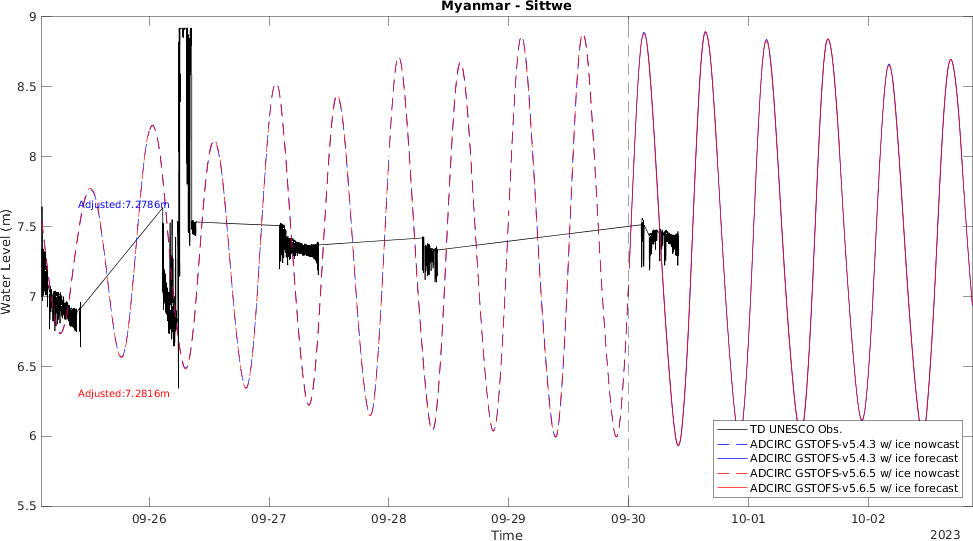 Myanmar - Sittwe
9
8.5
8
7.5
7
6.5
6
5.5
Water Level (m)
Adjusted:7.2786m
Adjusted:7.2816m
TD UNESCO Obs.
ADCIRC GSTOFS-v5.4.3 w/ ice nowcast
ADCIRC GSTOFS-v5.4.3 w/ ice forecast
ADCIRC GSTOFS-v5.6.5 w/ ice nowcast
ADCIRC GSTOFS-v5.6.5 w/ ice forecast
09-26 09-27 09-28 09-29 09-30 10-01 10-02
Time
2023